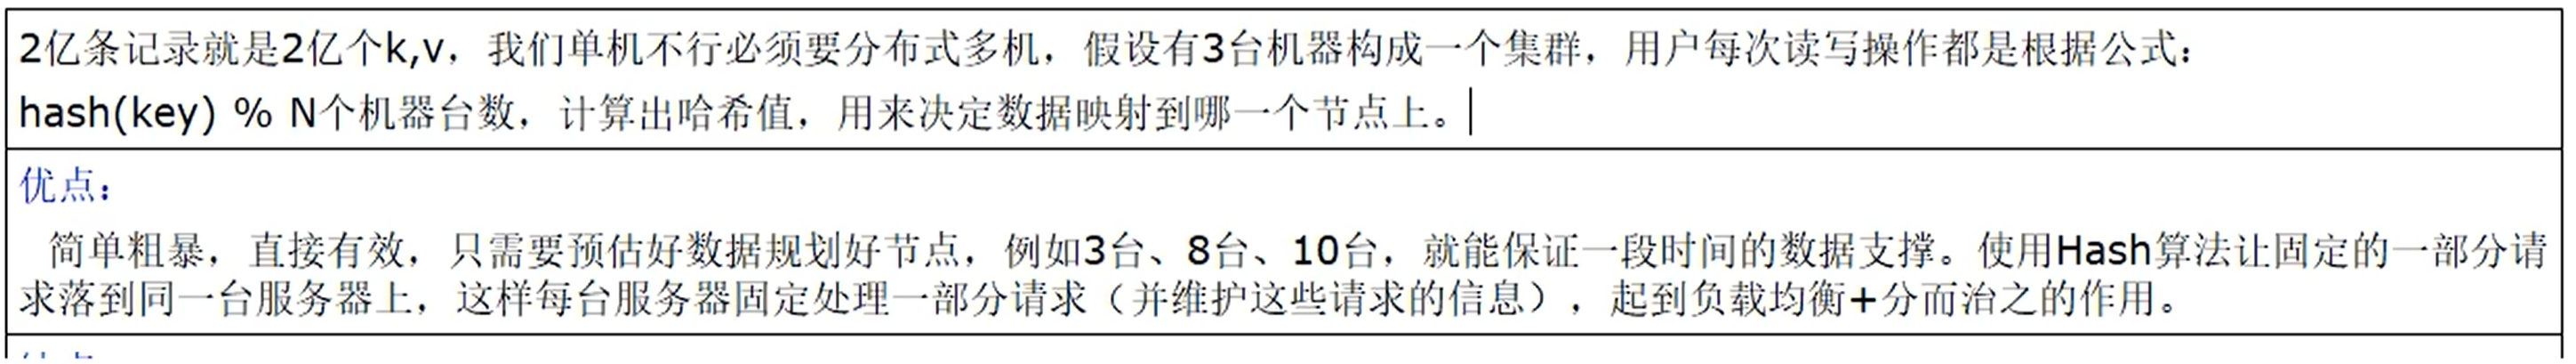 2亿条记录就是2亿个k,v，我们单机不行必须要分布式多机，假设有3台机器构成一个集群，用户每次读写操作都是根据公式：
hash(key) % N个机器台数，计算出哈希值，用来决定数据映射到哪一个节点上。
优点：
简单粗暴，直接有效，只需要预估好数据规划好节点，例如3台、8台、10台，就能保证一段时间的数据支撑。使用Hash算法让固定的一部分请
求落到同一台服务器上，这样每台服务器固定处理一部分请求（并维护这些请求的信息），起到负载均衡+分而治之的作用。